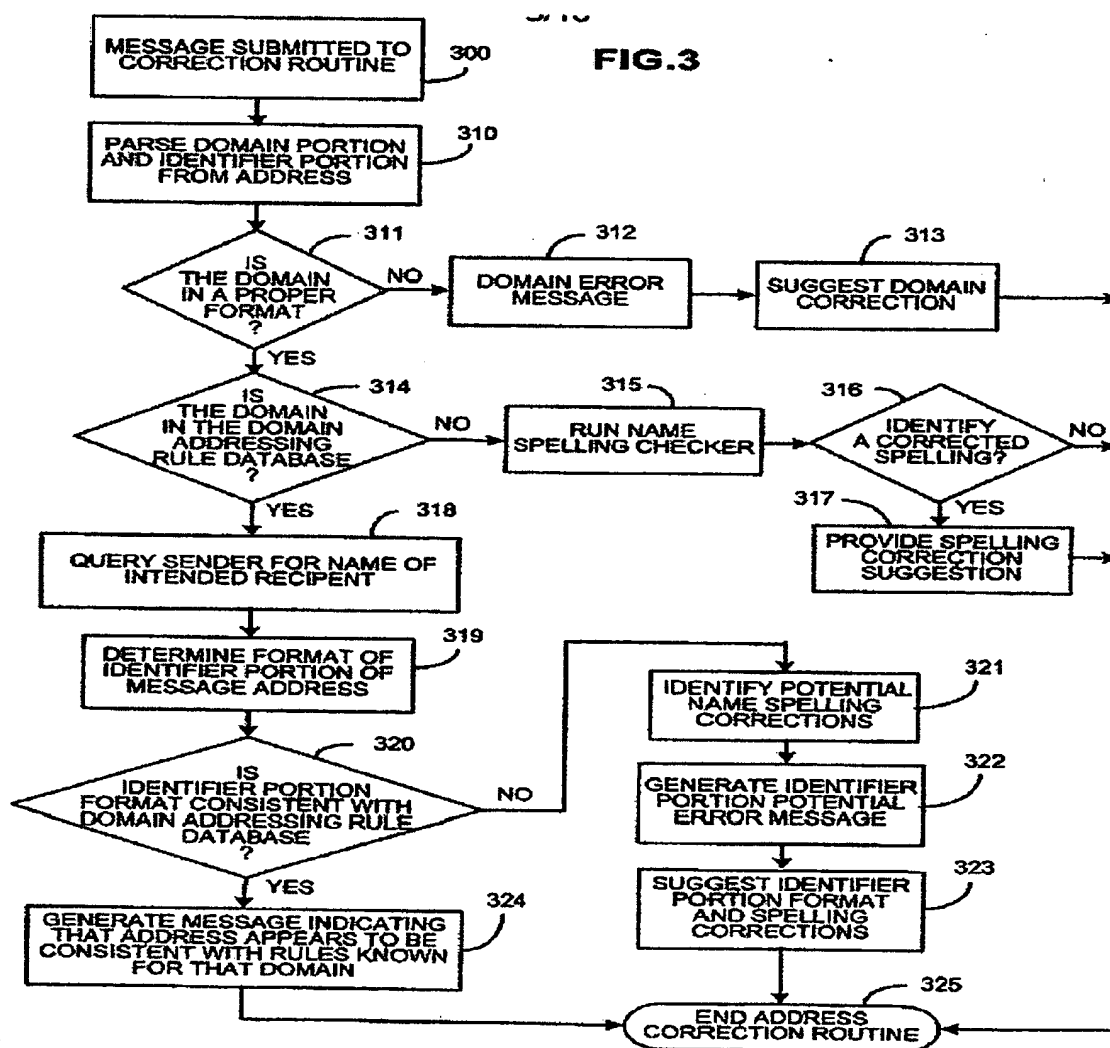 FIG.3
MESSAGE SUBMITTED TO
CORRECTION ROUTINE
300
PARSE DOMAIN PORTION
AND IDENTIFIER PORTION
FROM ADDRESS
310
IS
THE DOMAIN
IN A PROPER
FORMAT
?
311
NO
YES
DOMAIN ERROR
MESSAGE
312
SUGGEST DOMAIN
CORRECTION
313
IS
THE DOMAIN
IN THE DOMAIN
ADDRESSING
RULE DATABASE
?
314
NO
YES
RUN NAME
SPELLING CHECKER
315
IDENTIFY
A CORRECTED
SPELLING?
316
NO
YES
PROVIDE SPELLING
CORRECTION
SUGGESTION
317
QUERY SENDER FOR NAME OF
INTENDED RECIPENT
318
DETERMINE FORMAT OF
IDENTIFIER PORTION OF
MESSAGE ADDRESS
319
IS
IDENTIFIER PORTION
FORMAT CONSISTENT WITH
DOMAIN ADDRESSING RULE
DATABASE
?
320
NO
YES
IDENTIFY POTENTIAL
NAME SPELLING
CORRECTIONS
321
GENERATE IDENTIFIER
PORTION POTENTIAL
ERROR MESSAGE
322
SUGGEST IDENTIFIER
PORTION FORMAT
AND SPELLING
CORRECTIONS
323
GENERATE MESSAGE INDICATING
THAT ADDRESS APPEARS TO BE
CONSISTENT WITH RULES KNOWN
FOR THAT DOMAIN
324
END ADDRESS
CORRECTION ROUTINE
325